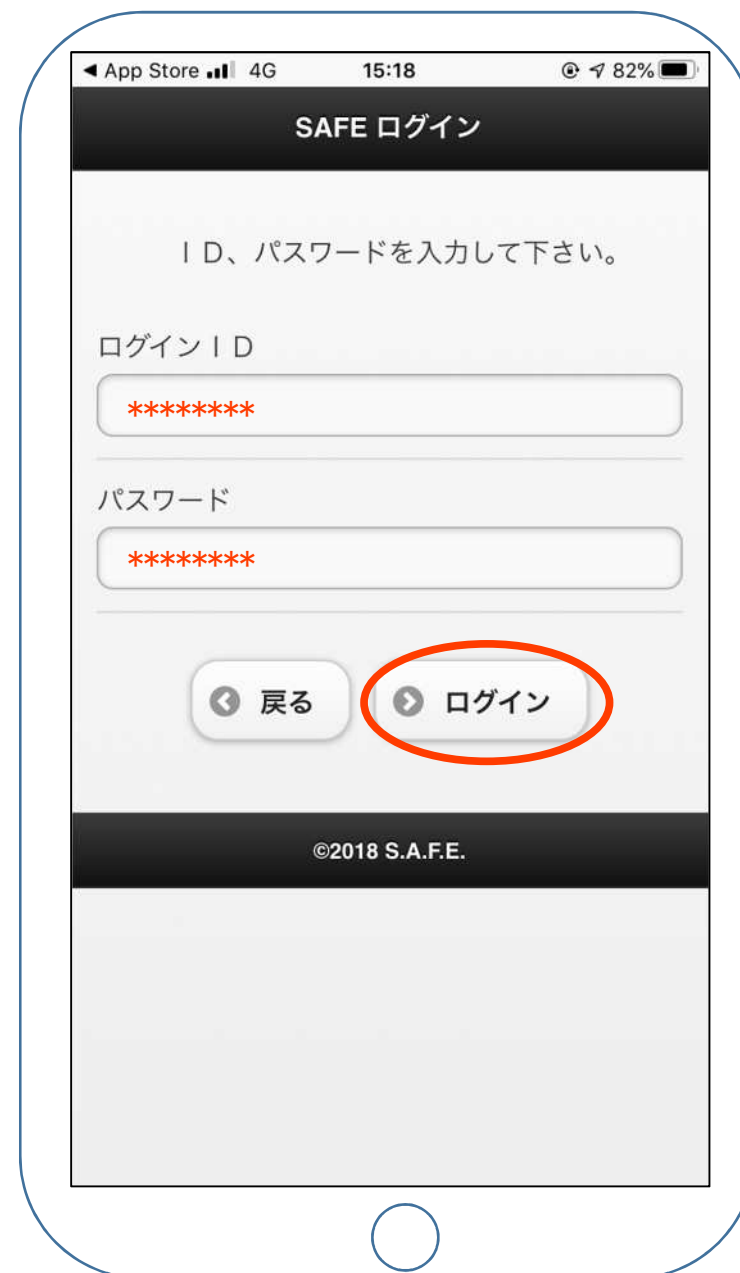 ◀ App Store 4G 15:18 82%
SAFE ログイン
ＩＤ、パスワードを入力して下さい。
ログインＩＤ
********
パスワード
********
戻る ログイン
©2018 S.A.F.E.